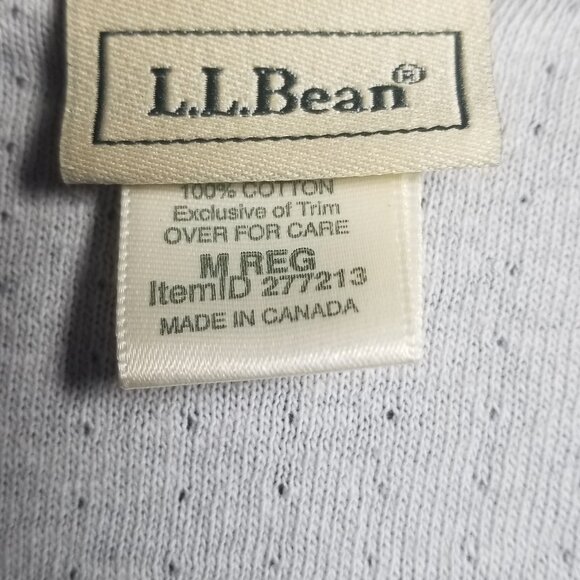 L.L.Bean®
100% COTTON
Exclusive of Trim
OVER FOR CARE
M REG
ItemID 277213
MADE IN CANADA